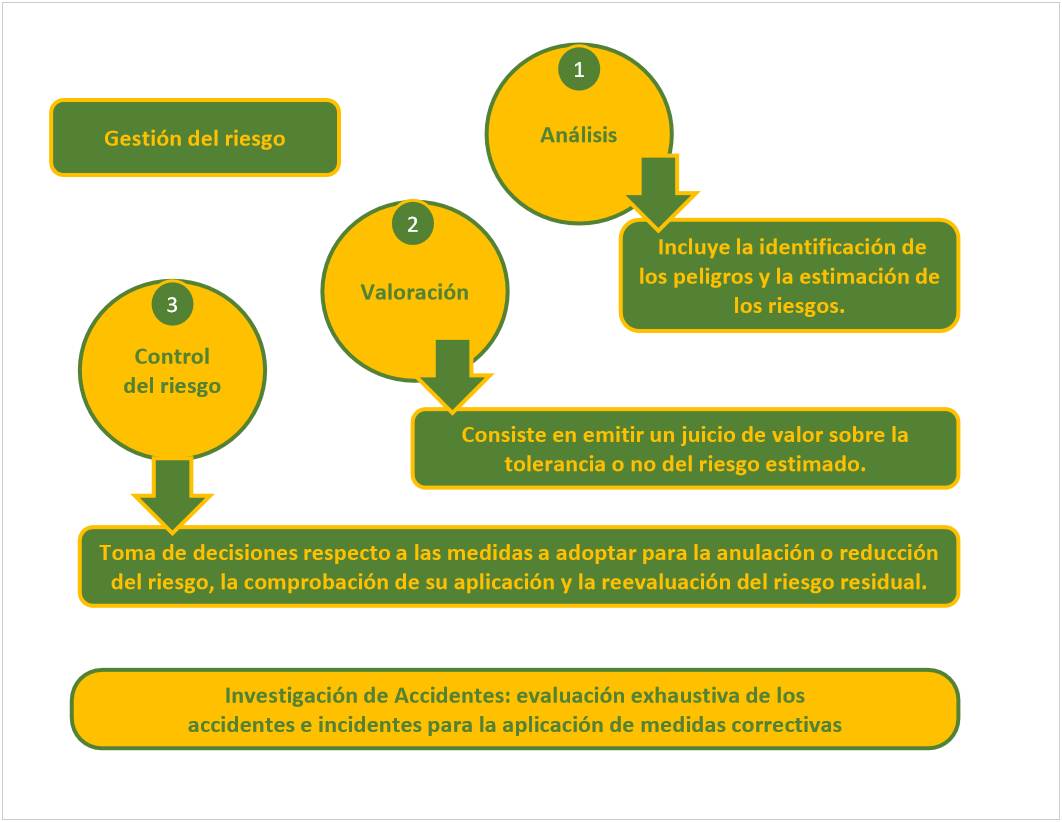 Gestión del riesgo
1
Análisis
Incluye la identificación de
los peligros y la estimación de
los riesgos.
2
Valoración
Consiste en emitir un juicio de valor sobre la
tolerancia o no del riesgo estimado.
3
Control
del riesgo
Toma de decisiones respecto a las medidas a adoptar para la anulación o reducción
del riesgo, la comprobación de su aplicación y la reevaluación del riesgo residual.
Investigación de Accidentes: evaluación exhaustiva de los
accidentes e incidentes para la aplicación de medidas correctivas